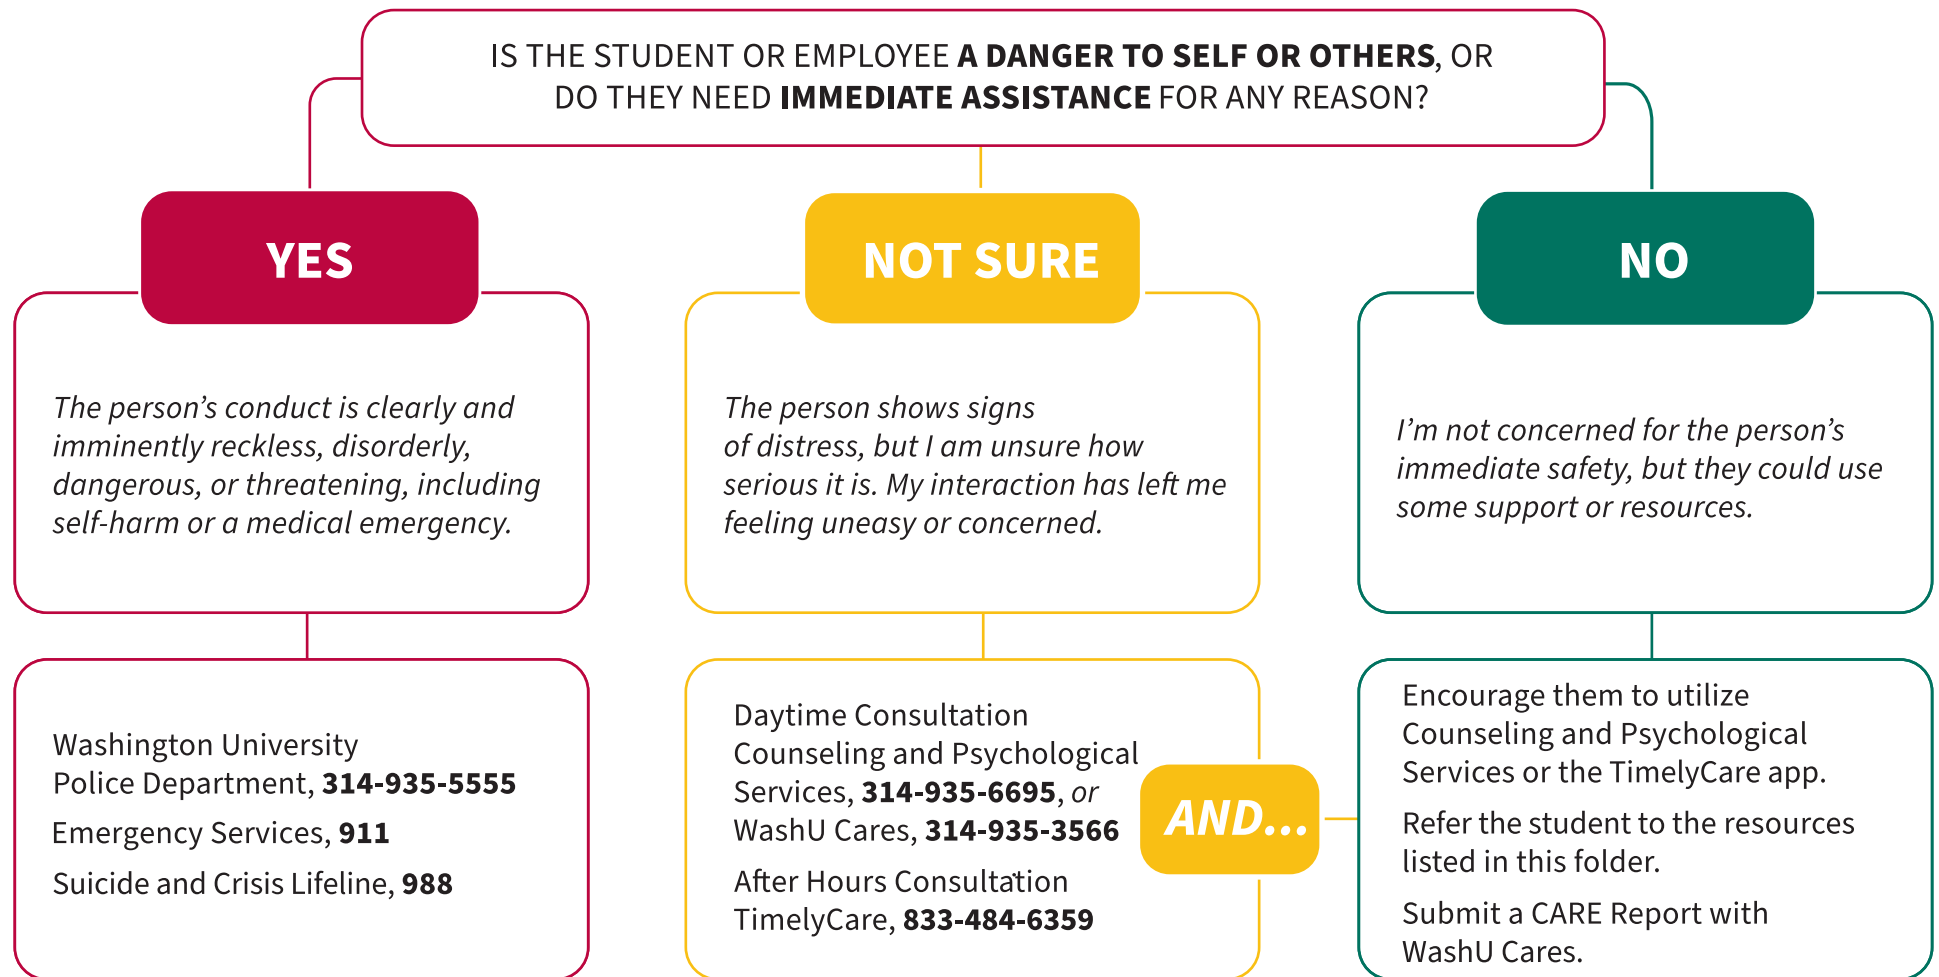 IS THE STUDENT OR EMPLOYEE A DANGER TO SELF OR OTHERS, OR
DO THEY NEED IMMEDIATE ASSISTANCE FOR ANY REASON?
YES
The person’s conduct is clearly and
imminently reckless, disorderly,
dangerous, or threatening, including
self-harm or a medical emergency.
Washington University
Police Department, 314-935-5555
Emergency Services, 911
Suicide and Crisis Lifeline, 988
NOT SURE
The person shows signs
of distress, but I am unsure how
serious it is. My interaction has left me
feeling uneasy or concerned.
Daytime Consultation
Counseling and Psychological
Services, 314-935-6695, or
WashU Cares, 314-935-3566
After Hours Consultation
TimelyCare, 833-484-6359
AND...
NO
I’m not concerned for the person’s
immediate safety, but they could use
some support or resources.
Encourage them to utilize
Counseling and Psychological
Services or the TimelyCare app.
Refer the student to the resources
listed in this folder.
Submit a CARE Report with
WashU Cares.